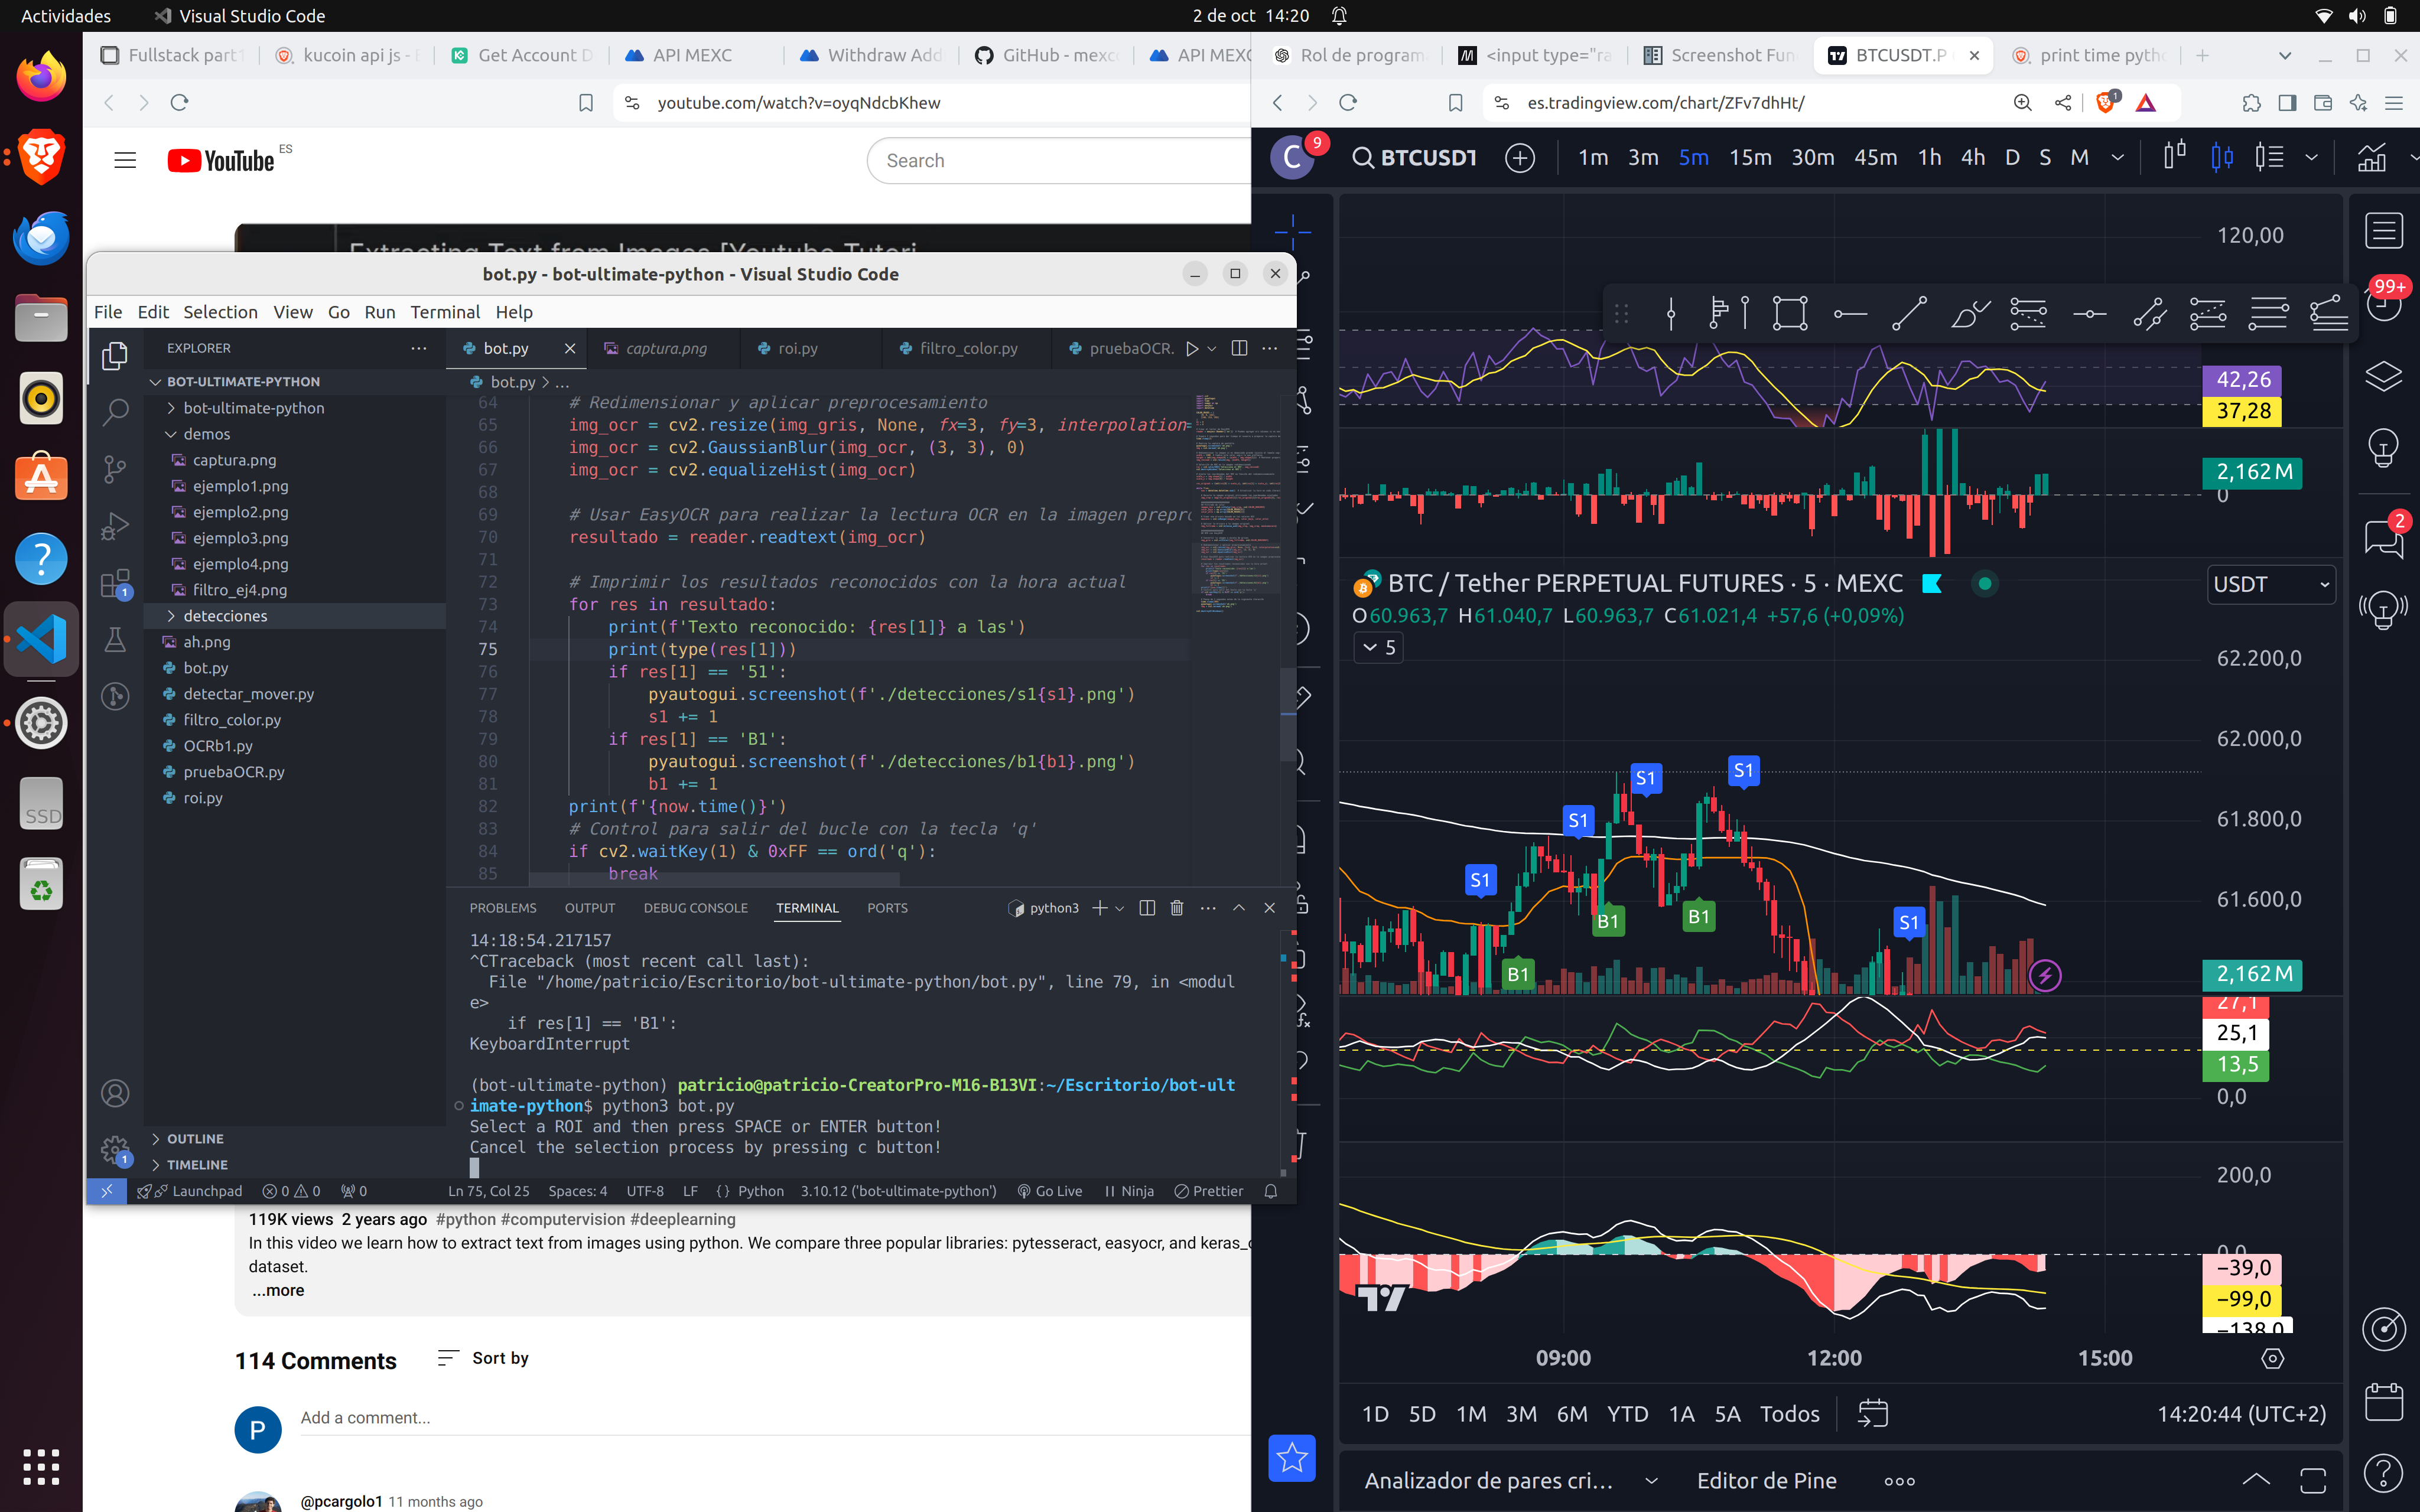 Actividades
Visual Studio Code
2 de oct 14:20
Fullstack part1
kucoin api js -
Get Account D
API MEXC
Withdraw Add
GitHub - mexc
API MEXC
youtube.com/watch?v=oyqNdcbKhew
YouTube ES
Search
Extracting Text from Images [Youtube Tutori
bot.py - bot-ultimate-python - Visual Studio Code
File Edit Selection View Go Run Terminal Help
EXPLORER
BOT-ULTIMATE-PYTHON
bot-ultimate-python
demos
captura.png
ejemplo1.png
ejemplo2.png
ejemplo3.png
ejemplo4.png
filtro_ej4.png
detecciones
ah.png
bot.py
detectar_mover.py
filtro_color.py
OCRb1.py
pruebaOCR.py
roi.py
OUTLINE
TIMELINE
bot.py
captura.png
roi.py
filtro_color.py
pruebaOCR.
bot.py > ...
64 # Redimensionar y aplicar preprocesamiento
65 img_ocr = cv2.resize(img_gris, None, fx=3, fy=3, interpolation=
66 img_ocr = cv2.GaussianBlur(img_ocr, (3, 3), 0)
67 img_ocr = cv2.equalizeHist(img_ocr)
68
69 # Usar EasyOCR para realizar la lectura OCR en la imagen prepro
70 resultado = reader.readtext(img_ocr)
71
72 # Imprimir los resultados reconocidos con la hora actual
73 for res in resultado:
74 print(f'Texto reconocido: {res[1]} a las')
75 print(type(res[1]))
76 if res[1] == '51':
77 pyautogui.screenshot(f'./detecciones/s1{s1}.png')
78 s1 += 1
79 if res[1] == 'B1':
80 pyautogui.screenshot(f'./detecciones/b1{b1}.png')
81 b1 += 1
82 print(f'{now.time()}')
83 # Control para salir del bucle con la tecla 'q'
84 if cv2.waitKey(1) & 0xFF == ord('q'):
85 break
PROBLEMS OUTPUT DEBUG CONSOLE TERMINAL PORTS
python3
14:18:54.217157
^CTraceback (most recent call last):
File "/home/patricio/Escritorio/bot-ultimate-python/bot.py", line 79, in <modul
e>
if res[1] == 'B1':
KeyboardInterrupt
(bot-ultimate-python) patricio@patricio-CreatorPro-M16-B13VI:~/Escritorio/bot-ult
imate-python$ python3 bot.py
Select a ROI and then press SPACE or ENTER button!
Cancel the selection process by pressing c button!
Launchpad 0 0 0
Ln 75, Col 25 Spaces: 4 UTF-8 LF {} Python 3.10.12 ('bot-ultimate-python') Go Live Ninja Prettier
1
1
SSD
119K views 2 years ago #python #computervision #deeplearning
In this video we learn how to extract text from images using python. We compare three popular libraries: pytesseract, easyocr, and keras_
dataset.
...more
114 Comments
Sort by
P
Add a comment...
@pcargolo1 11 months ago
Rol de program
<input type="ra
Screenshot Fun
BTCUSDT.P
print time pytho
es.tradingview.com/chart/ZFv7dhHt/
1
C 9
BTCUSDT
1m 3m 5m 15m 30m 45m 1h 4h D S M
120,00
99+
42,26
37,28
2,162 M
0
2
BTC / Tether PERPETUAL FUTURES · 5 · MEXC
USDT
O60.963,7 H61.040,7 L60.963,7 C61.021,4 +57,6 (+0,09%)
5
62.200,0
62.000,0
61.800,0
61.600,0
S1
S1
S1
S1
S1
B1
B1
B1
2,162 M
27,1
25,1
13,5
0,0
200,0
0,0
−39,0
−99,0
−138,0
09:00
12:00
15:00
1D 5D 1M 3M 6M YTD 1A 5A Todos
14:20:44 (UTC+2)
Analizador de pares cri...
Editor de Pine